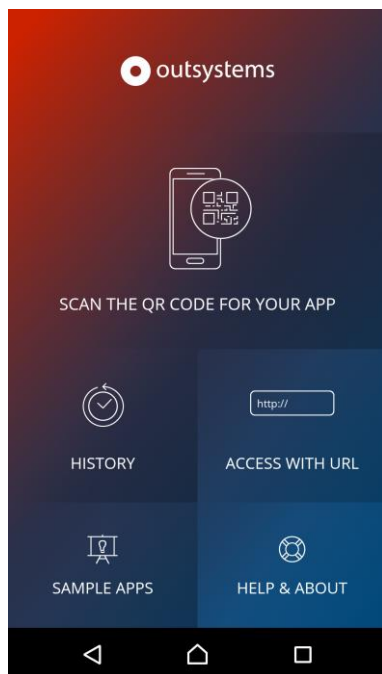 outsystems
SCAN THE QR CODE FOR YOUR APP
HISTORY
http://
ACCESS WITH URL
SAMPLE APPS
HELP & ABOUT